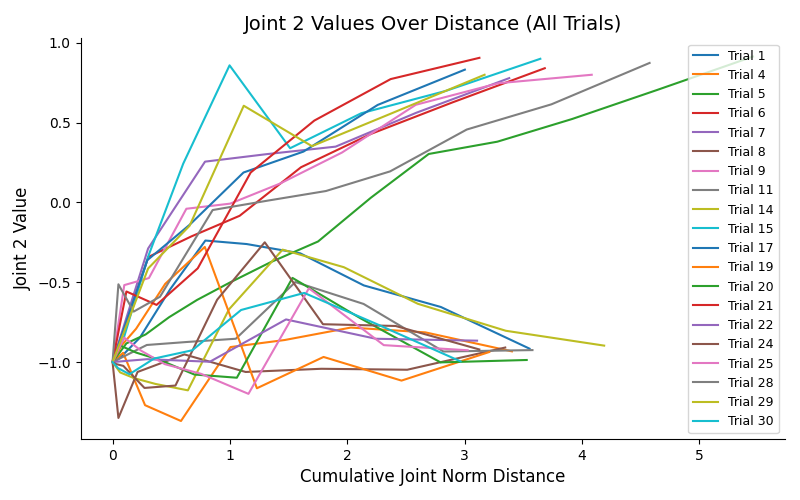 Joint 2 Values Over Distance (All Trials)
Joint 2 Value
1.0
0.5
0.0
−0.5
−1.0
0
1
2
3
4
5
Cumulative Joint Norm Distance
Trial 1
Trial 4
Trial 5
Trial 6
Trial 7
Trial 8
Trial 9
Trial 11
Trial 14
Trial 15
Trial 17
Trial 19
Trial 20
Trial 21
Trial 22
Trial 24
Trial 25
Trial 28
Trial 29
Trial 30